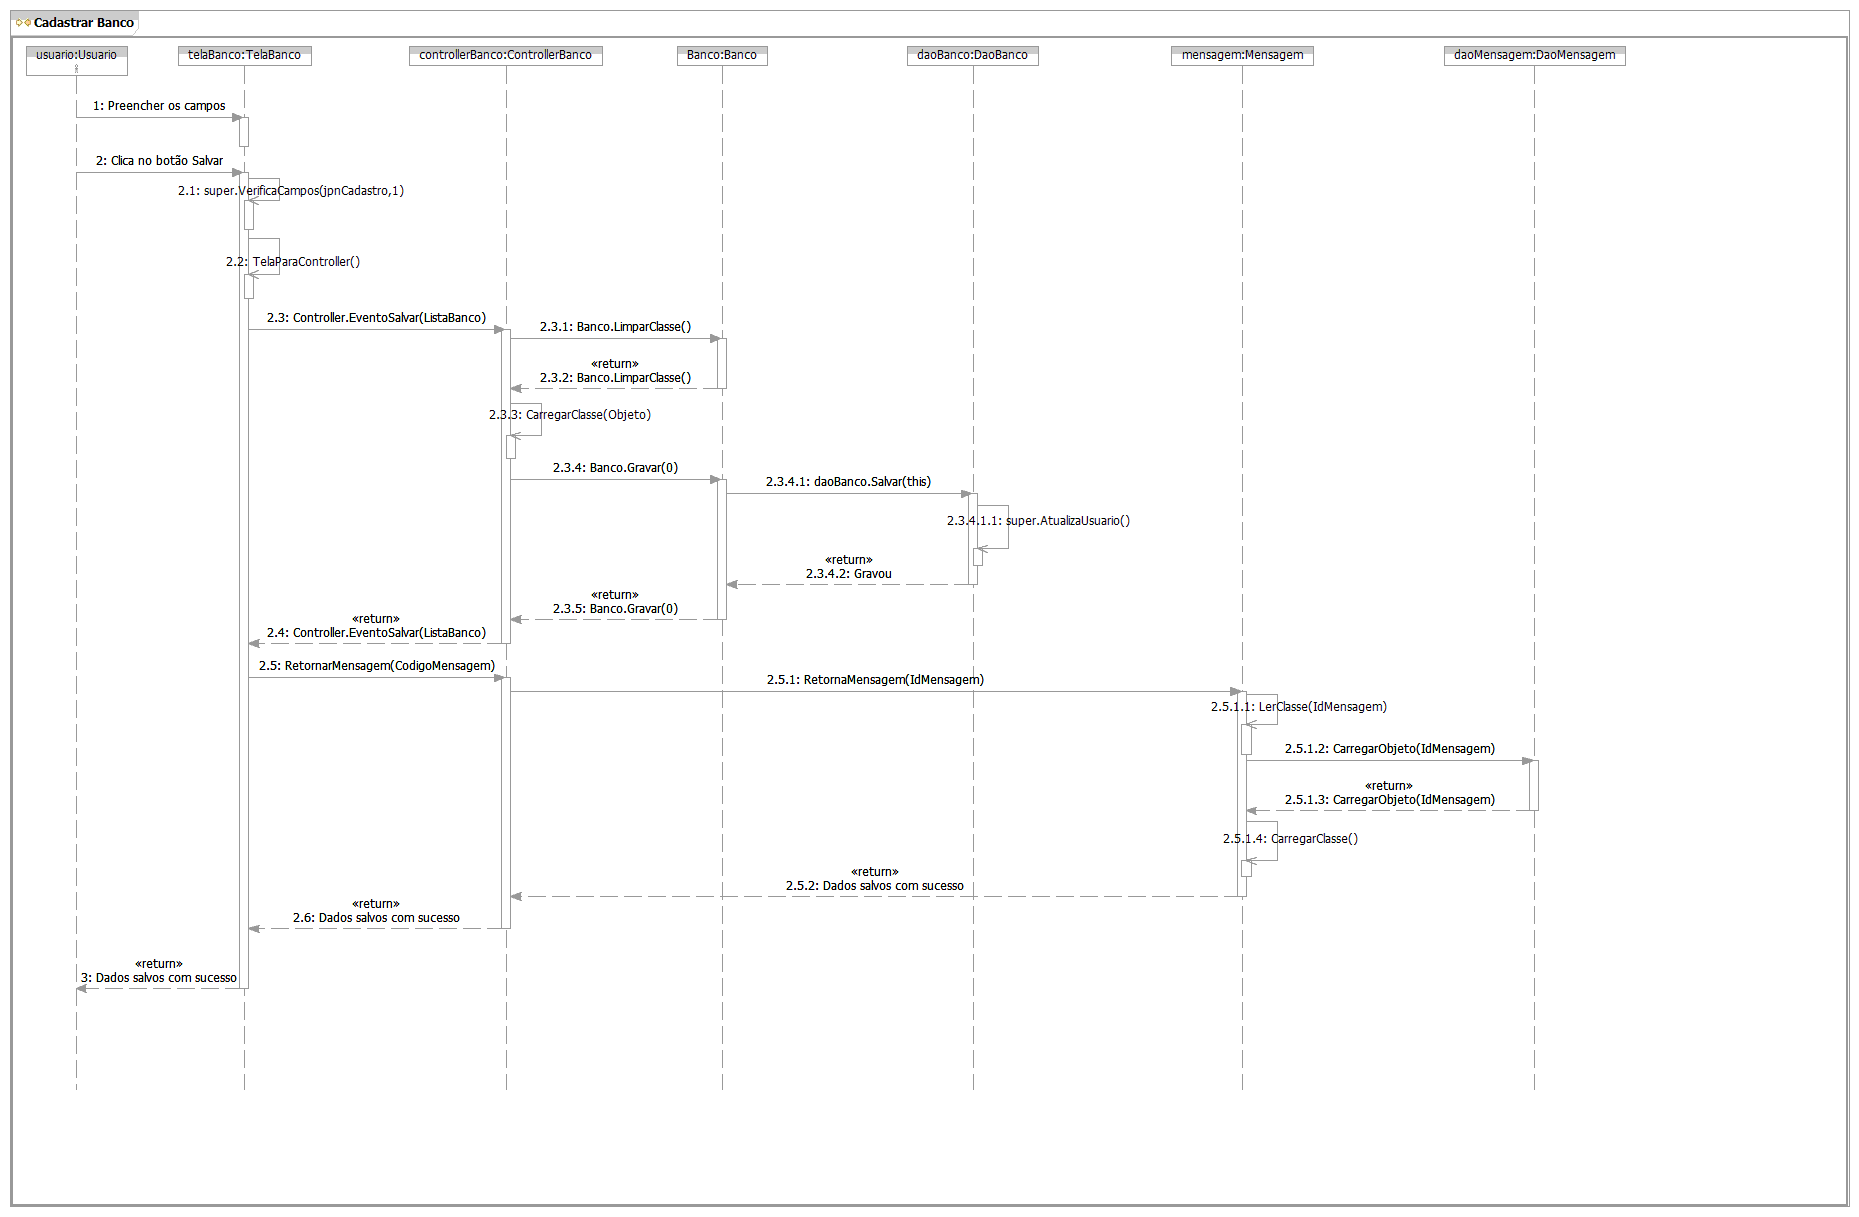 Cadastrar Banco
usuario:Usuario
telaBanco:TelaBanco
controllerBanco:ControllerBanco
Banco:Banco
daoBanco:DaoBanco
mensagem:Mensagem
daoMensagem:DaoMensagem
1: Preencher os campos
2: Clica no botão Salvar
2.1: super.VerificaCampos(jpnCadastro,1)
2.2: TelaParaController()
2.3: Controller.EventoSalvar(ListaBanco)
2.3.1: Banco.LimparClasse()
«return»
2.3.2: Banco.LimparClasse()
2.3.3: CarregarClasse(Objeto)
2.3.4: Banco.Gravar(0)
2.3.4.1: daoBanco.Salvar(this)
2.3.4.1.1: super.AtualizaUsuario()
«return»
2.3.4.2: Gravou
«return»
2.3.5: Banco.Gravar(0)
«return»
2.4: Controller.EventoSalvar(ListaBanco)
2.5: RetornarMensagem(CodigoMensagem)
2.5.1: RetornaMensagem(IdMensagem)
2.5.1.1: LerClasse(IdMensagem)
2.5.1.2: CarregarObjeto(IdMensagem)
«return»
2.5.1.3: CarregarObjeto(IdMensagem)
2.5.1.4: CarregarClasse()
«return»
2.5.2: Dados salvos com sucesso
«return»
2.6: Dados salvos com sucesso
«return»
3: Dados salvos com sucesso